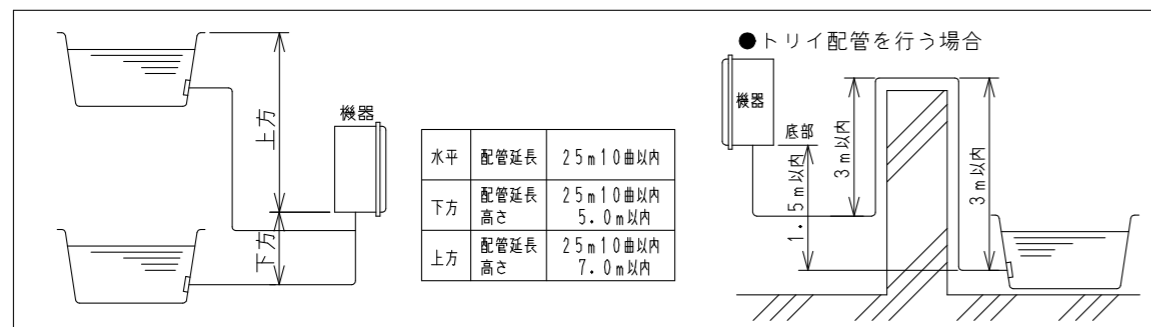 上方
下方
機器
水平 配管延長 25m10曲以内
下方 配管延長 25m10曲以内
高さ 5.0m以内
上方 配管延長 25m10曲以内
高さ 7.0m以内
●トリイ配管を行う場合
機器
底部
1.5m以内
3m以内
3m以内